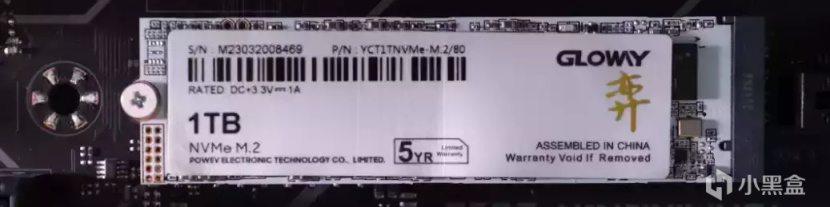 S/N : M23032008469 P/N : YCT1TNVMe-M.2/80
GLOWAY
弈
RATED DC+3.3V⎓1A
1TB
NVMe M.2
POWEV ELECTRONIC TECHNOLOGY CO., LIMITED.
5YR Limited Warranty
ASSEMBLED IN CHINA
Warranty Void If Removed
小黑盒